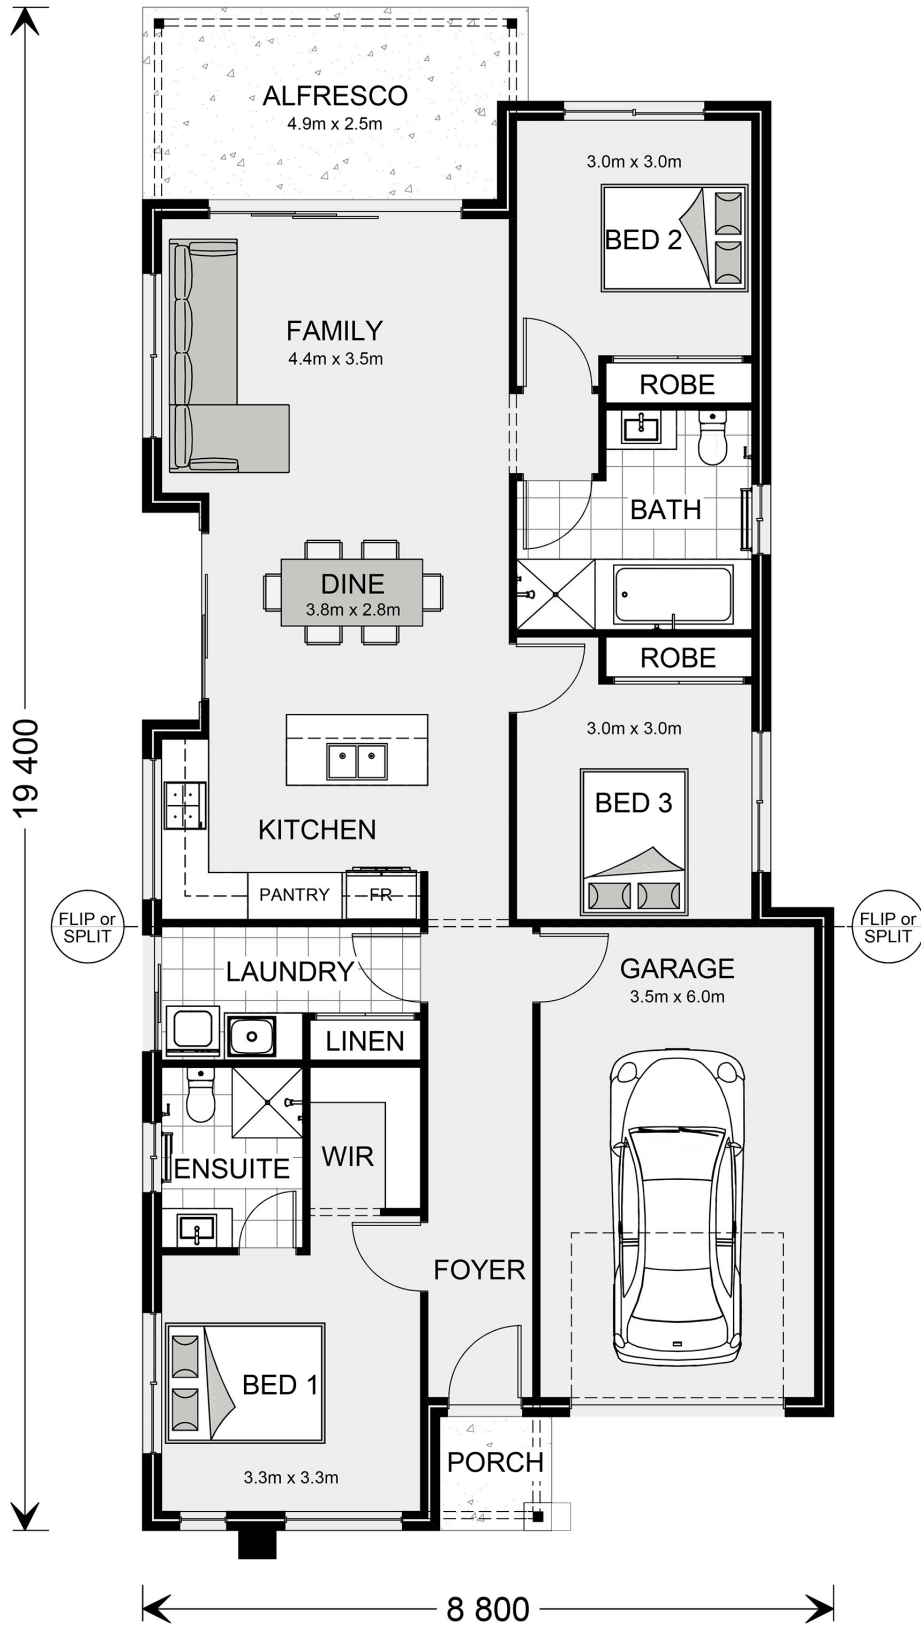 ALFRESCO
4.9m x 2.5m
3.0m x 3.0m
BED 2
FAMILY
4.4m x 3.5m
ROBE
BATH
DINE
3.8m x 2.8m
ROBE
3.0m x 3.0m
19 400
BED 3
KITCHEN
PANTRY
FR
FLIP or
SPLIT
FLIP or
SPLIT
LAUNDRY
GARAGE
3.5m x 6.0m
LINEN
WIR
ENSUITE
FOYER
BED 1
3.3m x 3.3m
PORCH
8 800